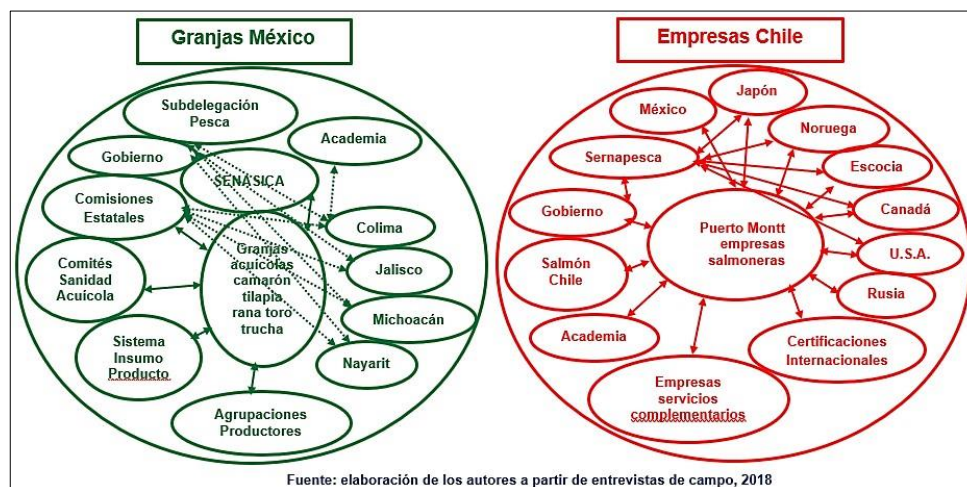 Granjas México
Subdelegación
Pesca
Academia
Gobierno
SENASICA
Comisiones
Estatales
Colima
Granjas
acuícolas
camarón
tilapia
rana toro
trucha
Comités
Sanidad
Acuícola
Jalisco
Michoacán
Sistema
Insumo
Producto
Nayarit
Agrupaciones
Productores
Empresas Chile
Japón
México
Noruega
Sernapesca
Escocia
Gobierno
Canadá
Puerto Montt
empresas
salmoneras
U.S.A.
Salmón
Chile
Rusia
Academia
Certificaciones
Internacionales
Empresas
servicios
complementarios
Fuente: elaboración de los autores a partir de entrevistas de campo, 2018